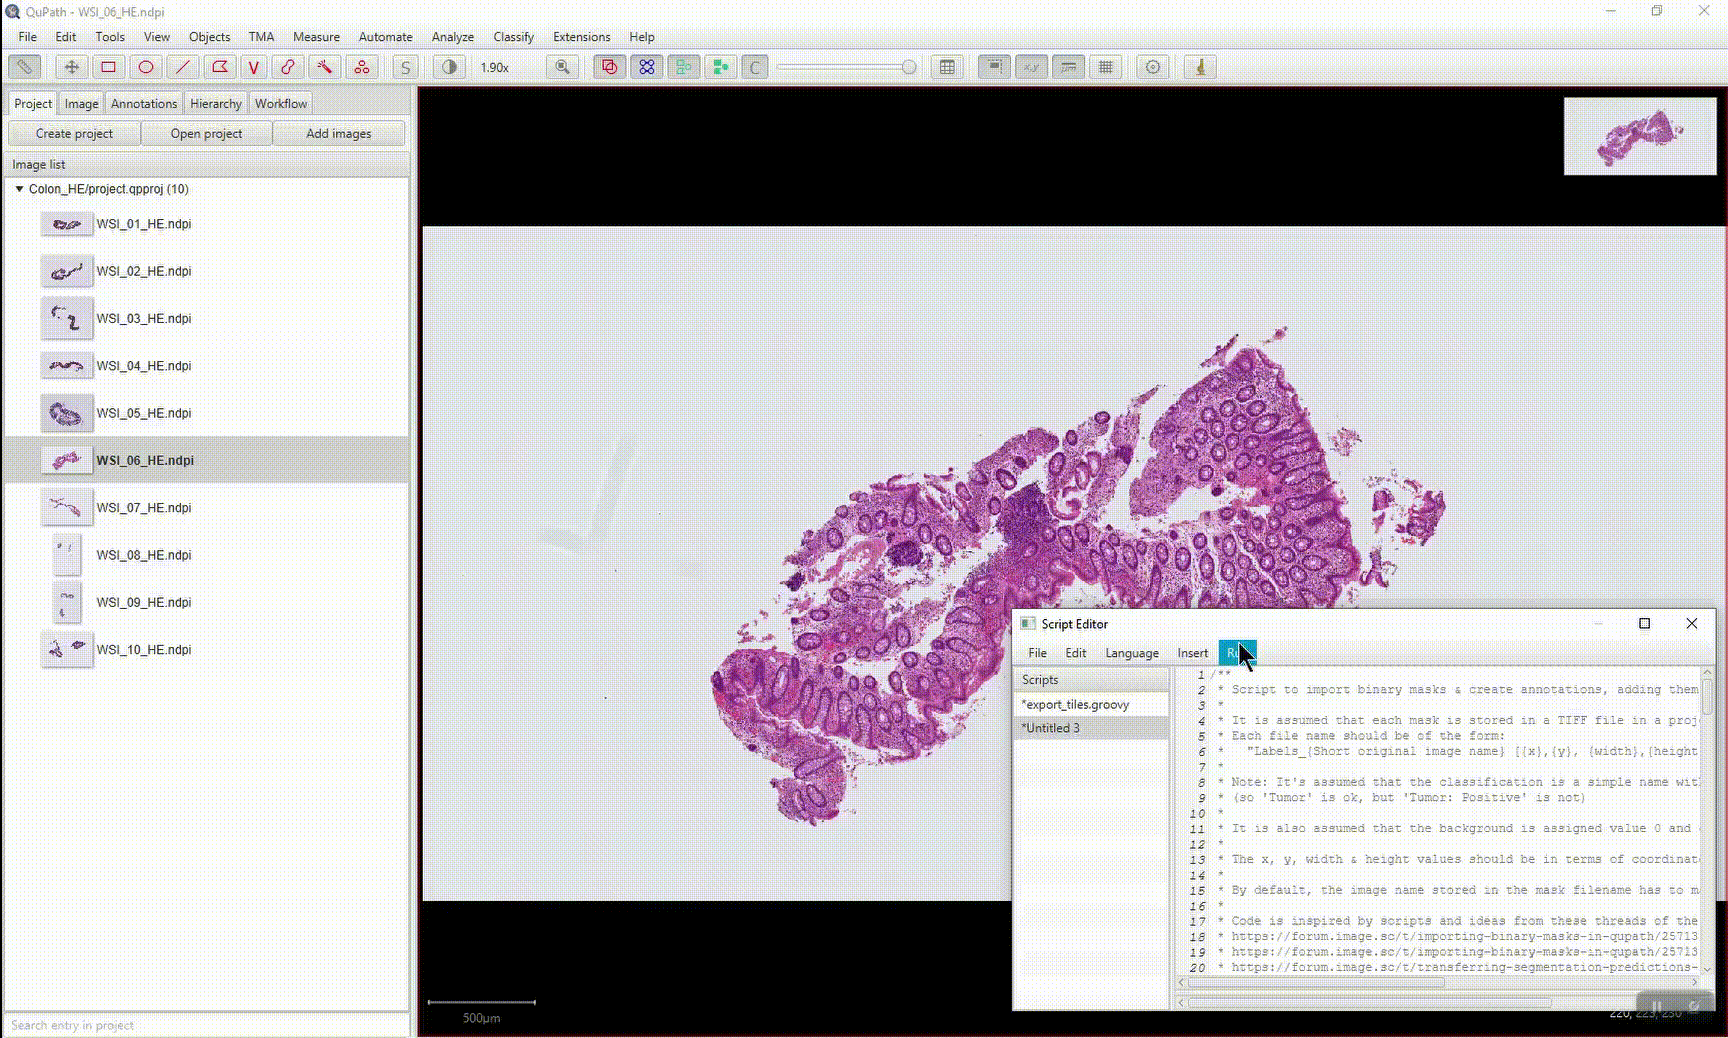 QuPath - WSI_06_HE.ndpi
File Edit Tools View Objects TMA Measure Automate Analyze Classify Extensions Help
S 1.90x C x,y µm
Project Image Annotations Hierarchy Workflow
Create project Open project Add images
Image list
Colon_HE/project.qpproj (10)
WSI_01_HE.ndpi
WSI_02_HE.ndpi
WSI_03_HE.ndpi
WSI_04_HE.ndpi
WSI_05_HE.ndpi
WSI_06_HE.ndpi
WSI_07_HE.ndpi
WSI_08_HE.ndpi
WSI_09_HE.ndpi
WSI_10_HE.ndpi
Search entry in project
500µm
Script Editor
File Edit Language Insert
Scripts
*export_tiles.groovy
*Untitled 3
1 /**
2 * Script to import binary masks & create annotations, adding them
3 *
4 * It is assumed that each mask is stored in a TIFF file in a proj
5 * Each file name should be of the form:
6 * "Labels_{Short original image name} [{x},{y}, {width},{height
7 *
8 * Note: It's assumed that the classification is a simple name wit
9 * (so 'Tumor' is ok, but 'Tumor: Positive' is not)
10 *
11 * It is also assumed that the background is assigned value 0 and
12 *
13 * The x, y, width & height values should be in terms of coordinat
14 *
15 * By default, the image name stored in the mask filename has to m
16 *
17 * Code is inspired by scripts and ideas from these threads of the
18 * https://forum.image.sc/t/importing-binary-masks-in-qupath/25713
19 * https://forum.image.sc/t/importing-binary-masks-in-qupath/25713
20 * https://forum.image.sc/t/transferring-segmentation-predictions-